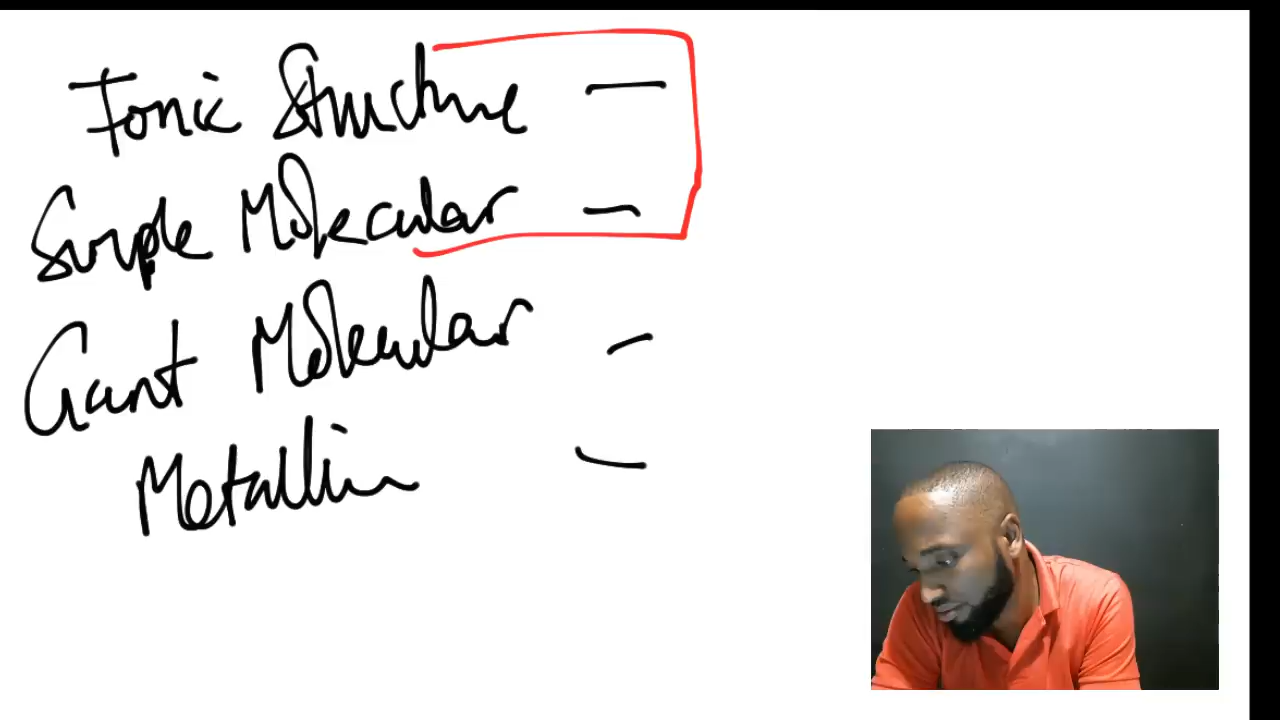 Ionic Structure —
Simple Molecular —
Giant Molecular —
Metallic —